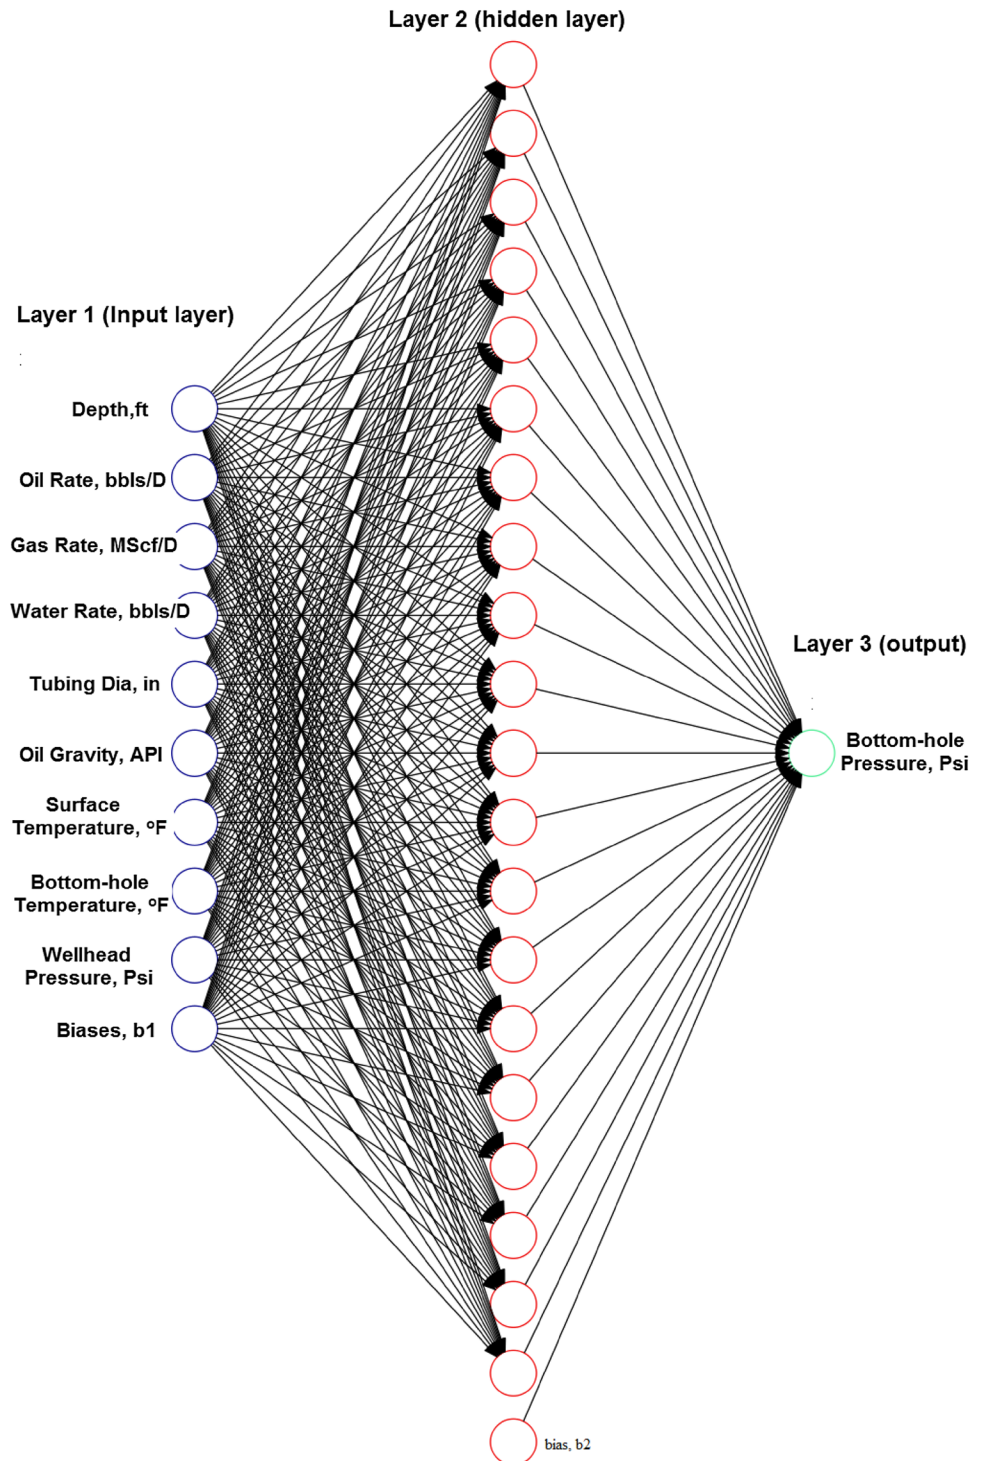 Layer 2 (hidden layer)
Layer 1 (Input layer)
Depth,ft
Oil Rate, bbls/D
Gas Rate, MScf/D
Water Rate, bbls/D
Tubing Dia, in
Oil Gravity, API
Surface
Temperature, oF
Bottom-hole
Temperature, oF
Wellhead
Pressure, Psi
Biases, b1
Layer 3 (output)
Bottom-hole
Pressure, Psi
bias, b2